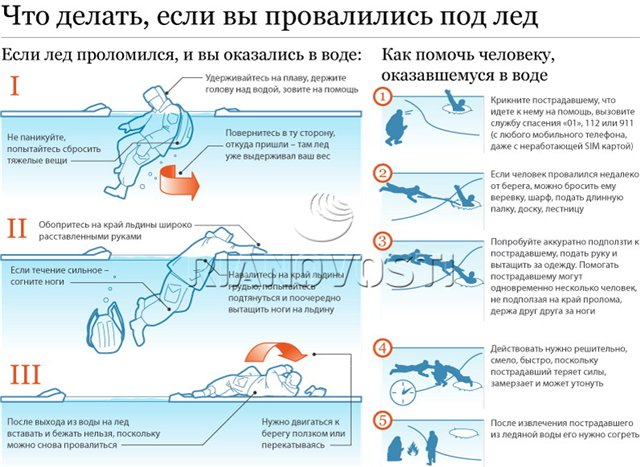 Что делать, если вы провалились под лед
Если лед проломился, и вы оказались в воде:
I
Удерживайтесь на плаву, держите
голову над водой, зовите на помощь
Не паникуйте,
попытайтесь сбросить
тяжелые вещи
Повернитесь в ту сторону,
откуда пришли – там лед
уже выдерживал ваш вес
II
Обопритесь на край льдины широко
расставленными руками
Если течение сильное –
согните ноги
Навалитесь на край льдины
грудью, попытайтесь
подтянуться и поочередно
вытащить ноги на льдину
III
После выхода из воды на лед
вставать и бежать нельзя, поскольку
можно снова провалиться
Нужно двигаться к
берегу ползком или
перекатываясь
Как помочь человеку,
оказавшемуся в воде
1
Крикните пострадавшему, что
идете к нему на помощь, вызовите
службу спасения «01», 112 или 911
(с любого мобильного телефона,
даже с неработающей SIM картой)
2
Если человек провалился недалеко
от берега, можно бросить ему
веревку, шарф, подать длинную
палку, доску, лестницу
3
Попробуйте аккуратно подползти к
пострадавшему, подать руку и
вытащить за одежду. Помогать
пострадавшему могут
одновременно несколько человек,
не подползая на край пролома,
держа друг друга за ноги
4
Действовать нужно решительно,
смело, быстро, поскольку
пострадавший теряет силы,
замерзает и может утонуть
5
После извлечения пострадавшего
из ледяной воды его нужно согреть
RIANOVOSTI